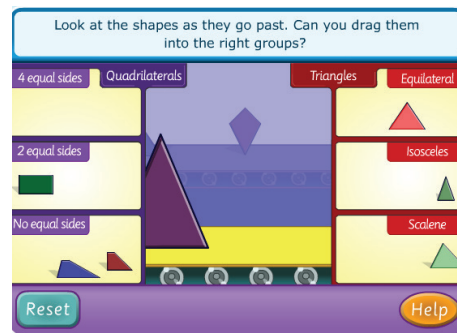 Look at the shapes as they go past. Can you drag them
into the right groups?
4 equal sides
Quadrilaterals
Triangles
Equilateral
2 equal sides
Isosceles
No equal sides
Scalene
Reset
Help